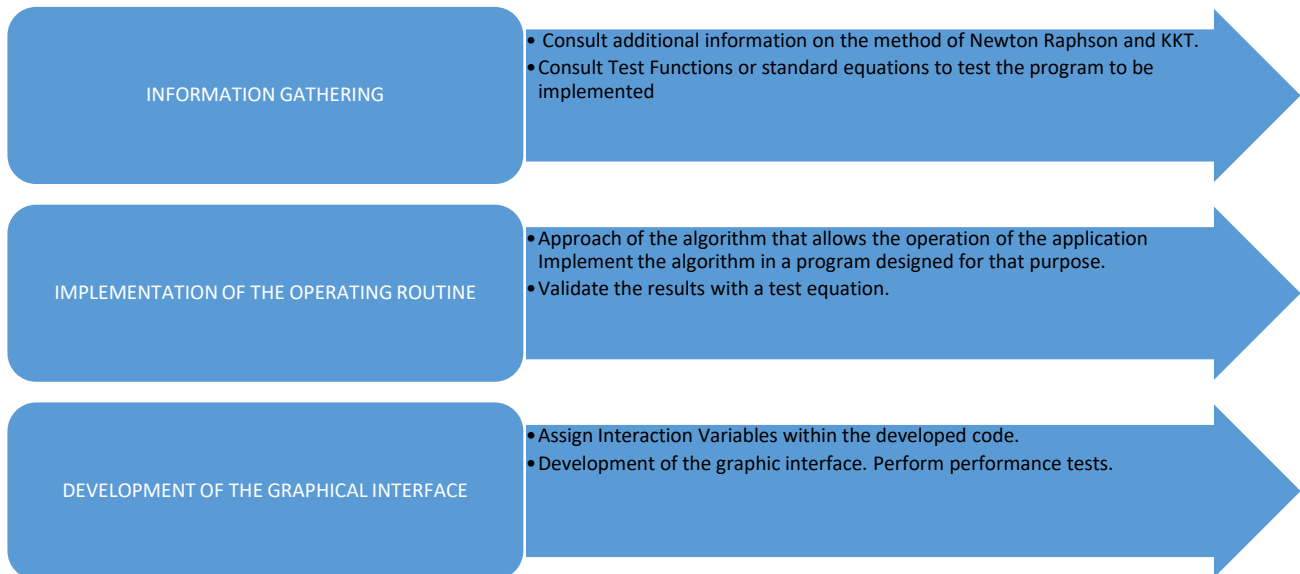 INFORMATION GATHERING
• Consult additional information on the method of Newton Raphson and KKT.
•Consult Test Functions or standard equations to test the program to be
implemented
IMPLEMENTATION OF THE OPERATING ROUTINE
•Approach of the algorithm that allows the operation of the application
Implement the algorithm in a program designed for that purpose.
•Validate the results with a test equation.
DEVELOPMENT OF THE GRAPHICAL INTERFACE
•Assign Interaction Variables within the developed code.
•Development of the graphic interface. Perform performance tests.